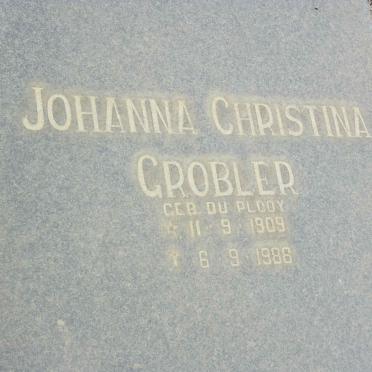 JOHANNA CHRISTINA
GROBLER
GEB. DU PLOOY
☆ 11 9 1909
✝ 6 9 1986